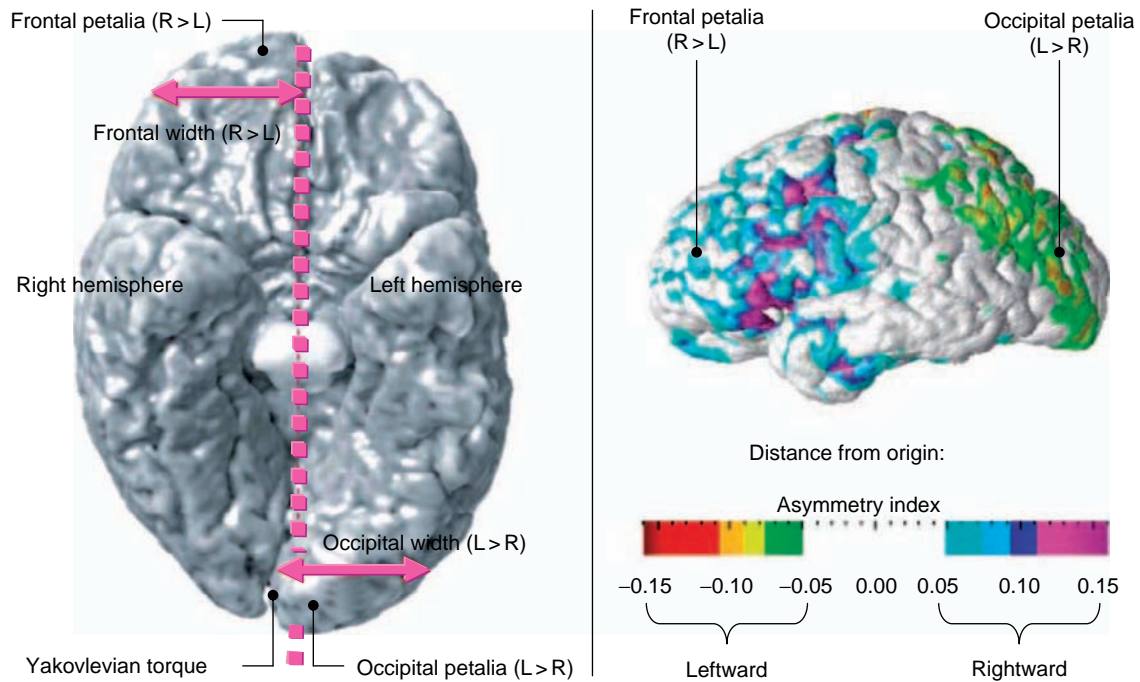 Frontal petalia (R > L)
Frontal width (R > L)
Right hemisphere
Left hemisphere
Occipital width (L > R)
Yakovlevian torque
Occipital petalia (L > R)
Frontal petalia
(R > L)
Occipital petalia
(L > R)
Distance from origin:
Asymmetry index
−0.15 −0.10 −0.05 0.00 0.05 0.10 0.15
Leftward
Rightward